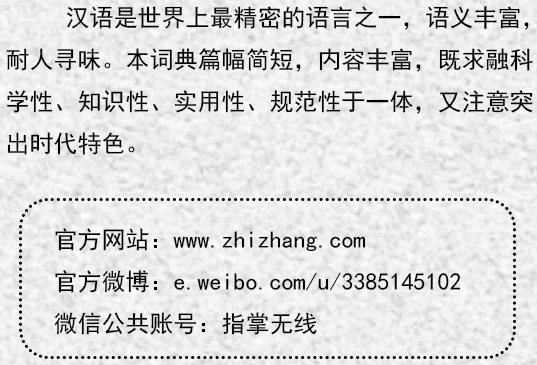 汉语是世界上最精密的语言之一，语义丰富，
耐人寻味。本词典篇幅简短，内容丰富，既求融科
学性、知识性、实用性、规范性于一体，又注意突
出时代特色。
官方网站：www.zhizhang.com
官方微博：e.weibo.com/u/3385145102
微信公共账号：指掌无线